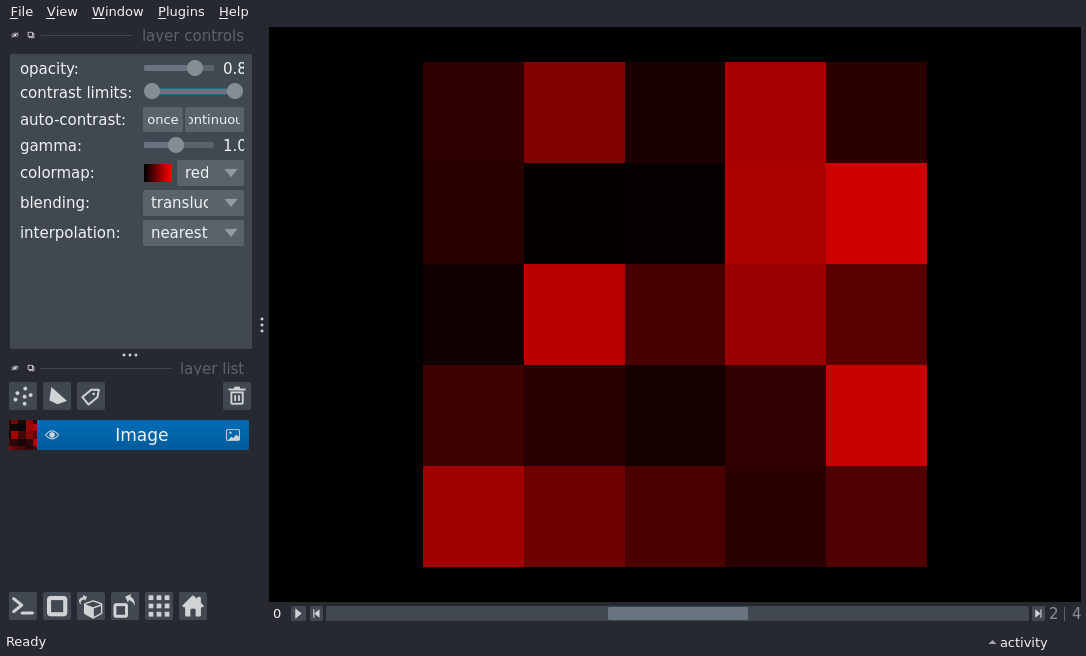 File View Window Plugins Help
layer controls
opacity: 0.8
contrast limits:
auto-contrast: once ontinuou
gamma: 1.0
colormap: red
blending: transluc
interpolation: nearest
layer list
Image
0 2 | 4
Ready activity